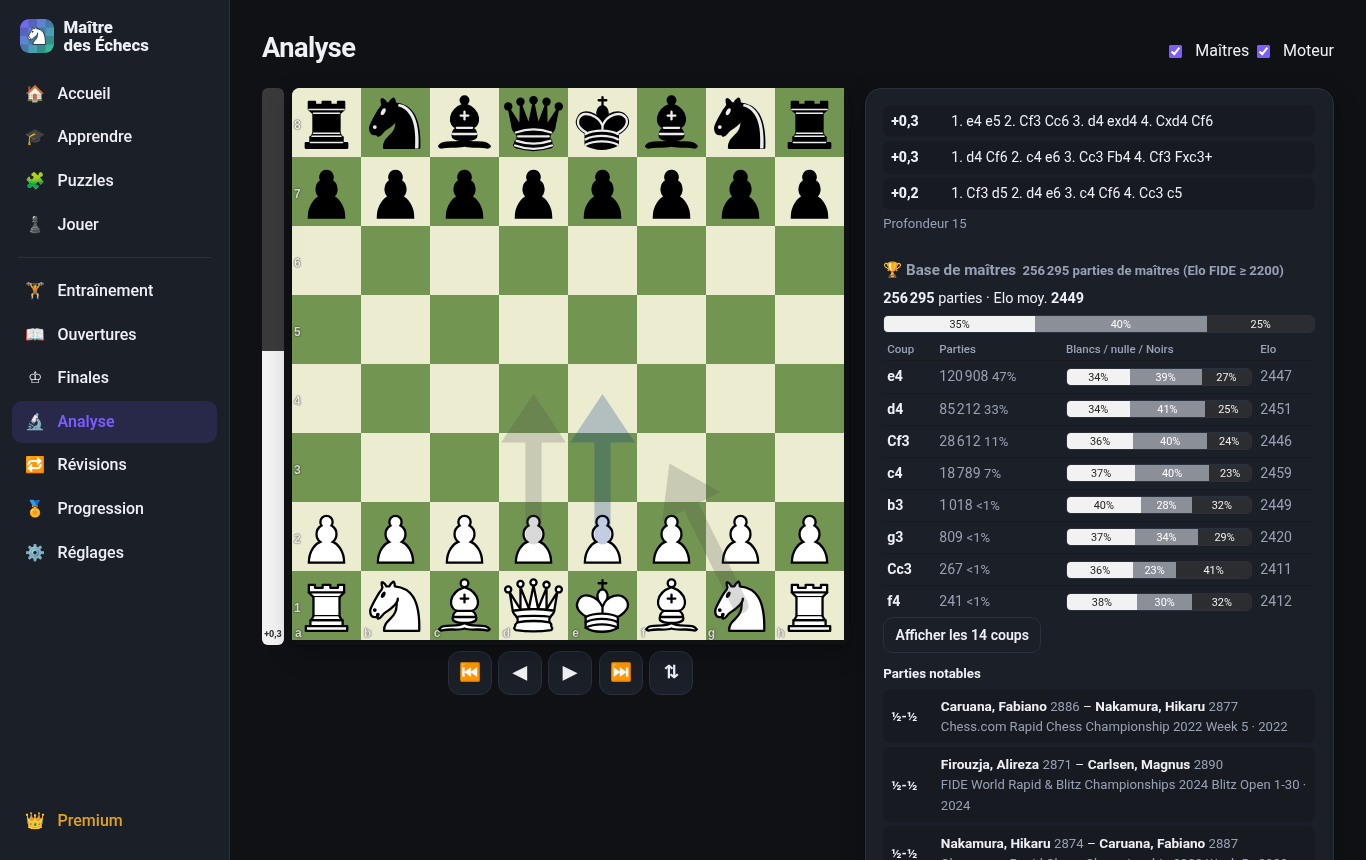 Maître
des Échecs
Accueil
Apprendre
Puzzles
Jouer
Entraînement
Ouvertures
Finales
Analyse
Révisions
Progression
Réglages
Premium
Analyse
Maîtres Moteur
8
7
6
5
4
3
2
1
a b c d e f g h
+0,3
+0,3 1. e4 e5 2. Cf3 Cc6 3. d4 exd4 4. Cxd4 Cf6
+0,3 1. d4 Cf6 2. c4 e6 3. Cc3 Fb4 4. Cf3 Fxc3+
+0,2 1. Cf3 d5 2. d4 e6 3. c4 Cf6 4. Cc3 c5
Profondeur 15
Base de maîtres 256 295 parties de maîtres (Elo FIDE ≥ 2200)
256 295 parties · Elo moy. 2449
35% 40% 25%
Coup Parties Blancs / nulle / Noirs Elo
e4 120 908 47% 34% 39% 27% 2447
d4 85 212 33% 34% 41% 25% 2451
Cf3 28 612 11% 36% 40% 24% 2446
c4 18 789 7% 37% 40% 23% 2459
b3 1 018 <1% 40% 28% 32% 2449
g3 809 <1% 37% 34% 29% 2420
Cc3 267 <1% 36% 23% 41% 2411
f4 241 <1% 38% 30% 32% 2412
Afficher les 14 coups
Parties notables
½-½ Caruana, Fabiano 2886 – Nakamura, Hikaru 2877
Chess.com Rapid Chess Championship 2022 Week 5 · 2022
½-½ Firouzja, Alireza 2871 – Carlsen, Magnus 2890
FIDE World Rapid & Blitz Championships 2024 Blitz Open 1-30 ·
2024
½-½ Nakamura, Hikaru 2874 – Caruana, Fabiano 2887